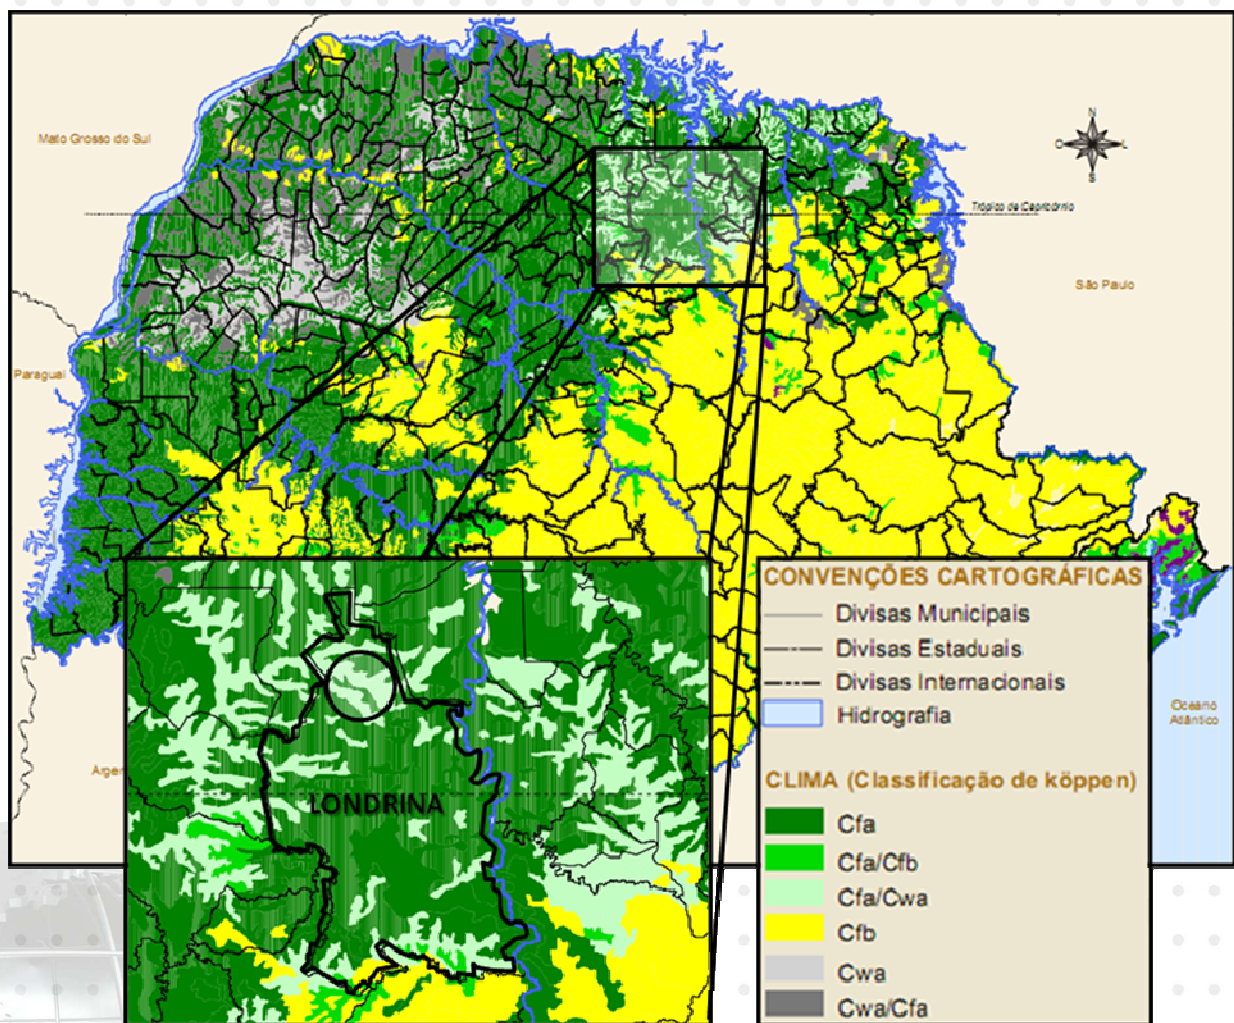 Mato Grosso do Sul
N
O
L
S
Trópico de Capricórnio
São Paulo
Paraguai
CONVENÇÕES CARTOGRÁFICAS
Divisas Municipais
Divisas Estaduais
Divisas Internacionais
Hidrografia
Oceano
Atlântico
Argen
CLIMA (Classificação de köppen)
LONDRINA
Cfa
Cfa/Cfb
Cfa/Cwa
Cfb
Cwa
Cwa/Cfa